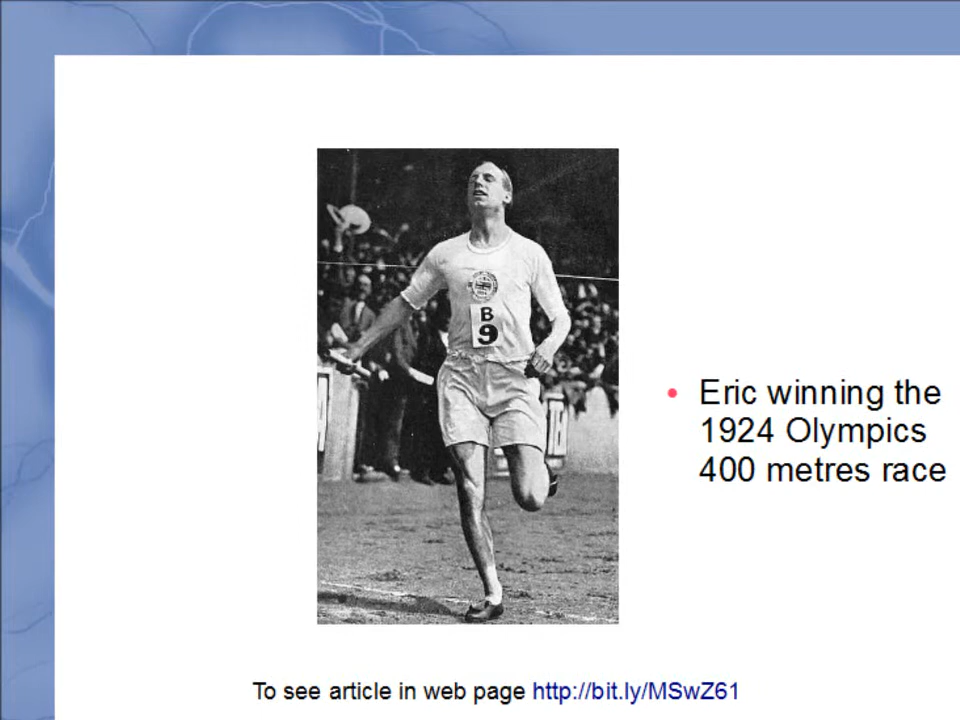 B
9
Eric winning the
1924 Olympics
400 metres race
To see article in web page http://bit.ly/MSwZ61